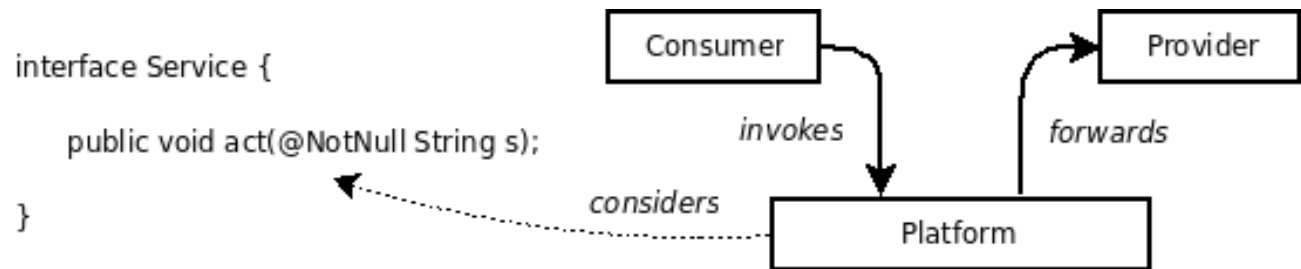 interface Service {
public void act(@NotNull String s);
}
Consumer
Provider
invokes
forwards
considers
Platform